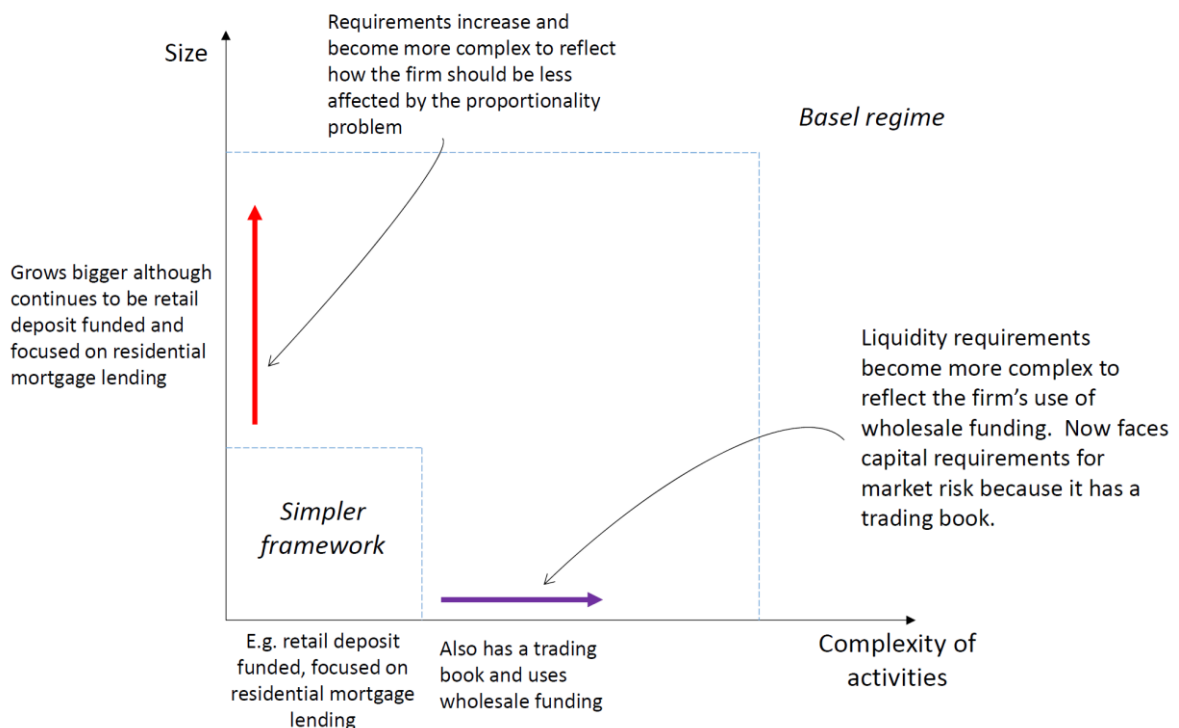 Size
Requirements increase and
become more complex to reflect
how the firm should be less
affected by the proportionality
problem
Basel regime
Grows bigger although
continues to be retail
deposit funded and
focused on residential
mortgage lending
Liquidity requirements
become more complex to
reflect the firm’s use of
wholesale funding.  Now faces
capital requirements for
market risk because it has a
trading book.
Simpler
framework
E.g. retail deposit
funded, focused on
residential mortgage
lending
Also has a trading
book and uses
wholesale funding
Complexity of
activities